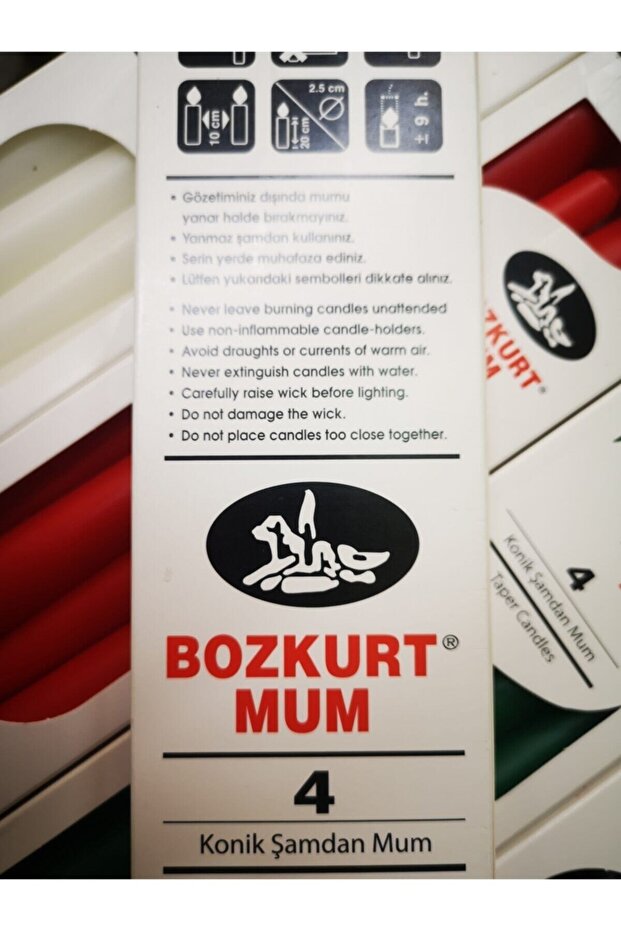 10 cm
2.5 cm
20 cm
± 9 h.
• Gözetiminiz dışında mumu
yanar halde bırakmayınız.
• Yanmaz şamdan kullanınız.
• Serin yerde muhafaza ediniz.
• Lütfen yukarıdaki sembolleri dikkate alınız.
• Never leave burning candles unattended
• Use non-inflammable candle-holders.
• Avoid draughts or currents of warm air.
• Never extinguish candles with water.
• Carefully raise wick before lighting.
• Do not damage the wick.
• Do not place candles too close together.
BOZKURT®
MUM
4
Konik Şamdan Mum
BOZKURT®
MUM
4
Konik Şamdan Mum
Taper Candles